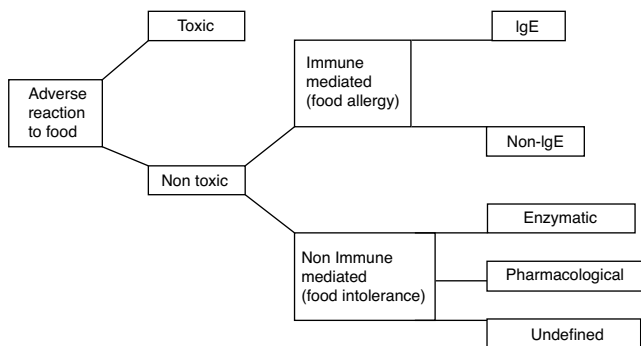 Toxic
IgE
Immune
mediated
(food allergy)
Adverse
reaction
to food
Non-IgE
Non toxic
Enzymatic
Non Immune
mediated
(food intolerance)
Pharmacological
Undefined